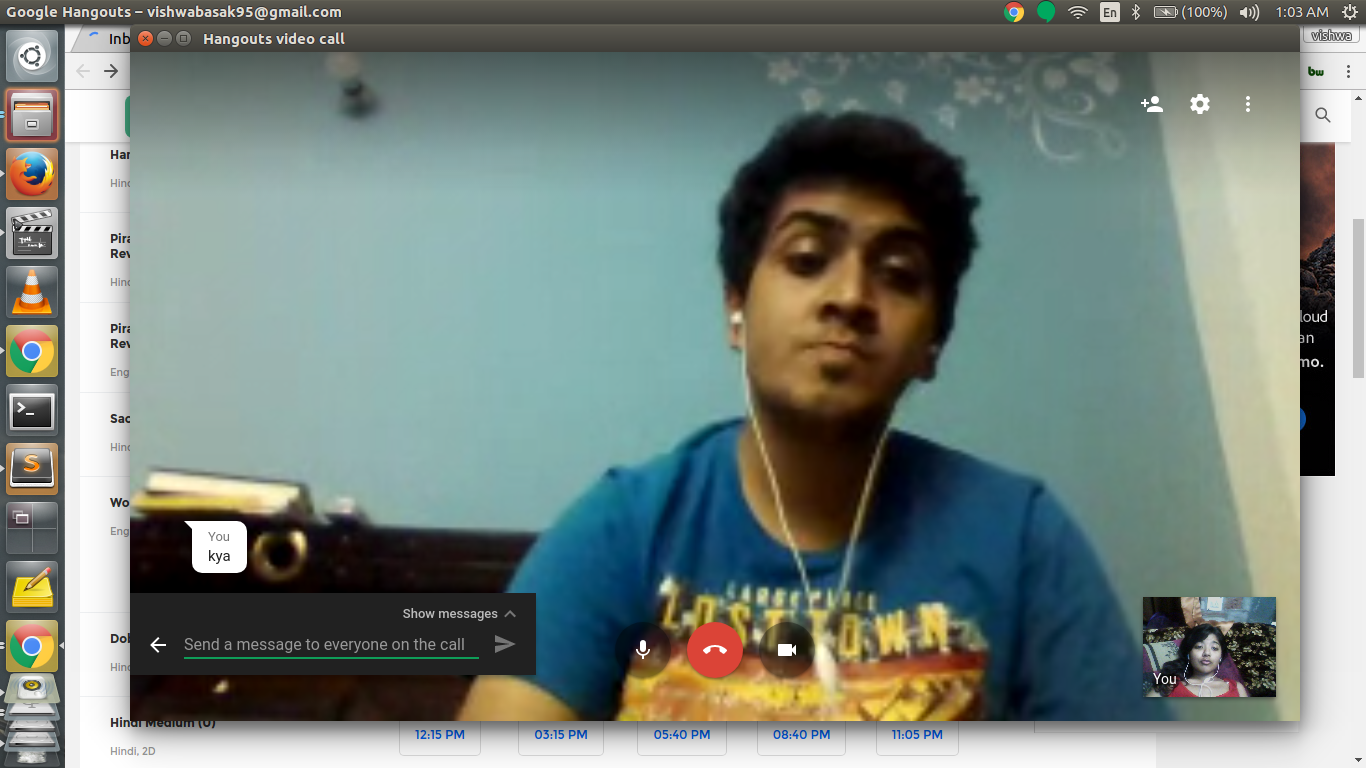 Google Hangouts – vishwabasak95@gmail.com
En
(100%)
1:03 AM
Inb
Hangouts video call
vishwa
bw
Har
Hind
Pira
Rev
Hind
Pira
Rev
Eng
Sac
Hind
Wo
Eng
Dol
Hind
loud
an
mo.
You
kya
Show messages
Send a message to everyone on the call
LOST TOWN
You
Hindi Medium (U)
Hindi, 2D
12:15 PM
03:15 PM
05:40 PM
08:40 PM
11:05 PM